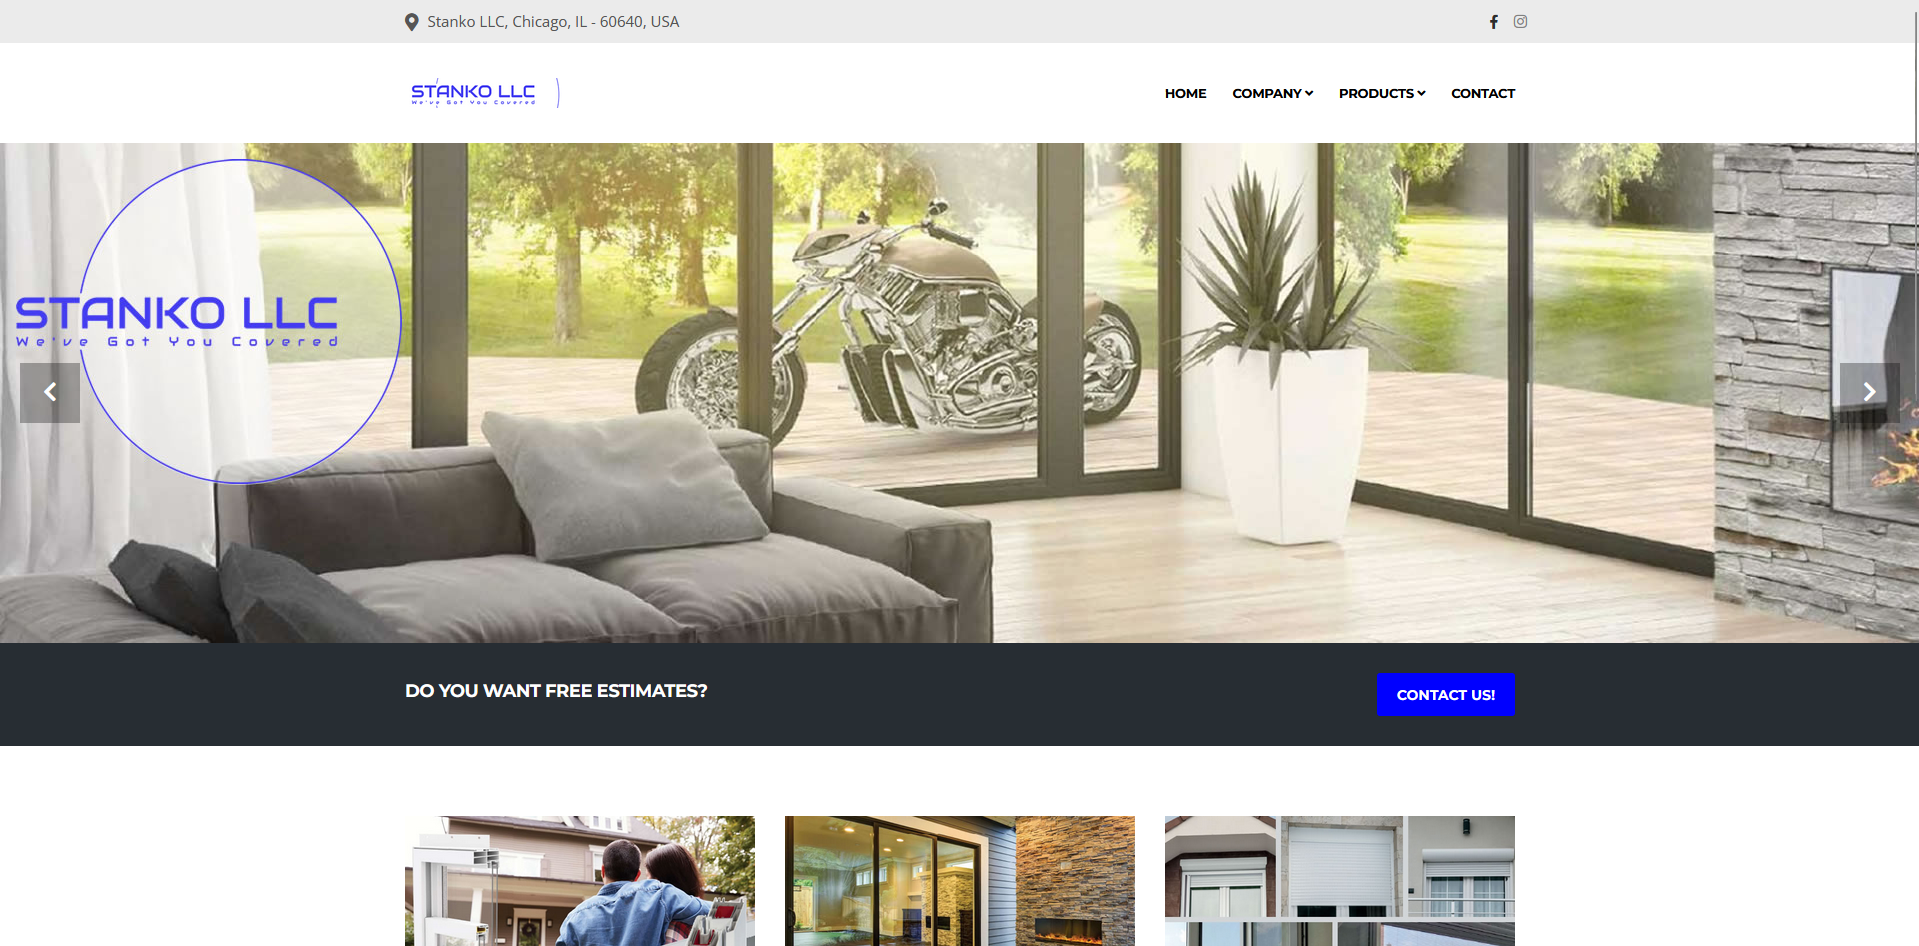 Stanko LLC, Chicago, IL - 60640, USA
STANKO LLC
We've Got You Covered
HOME COMPANY PRODUCTS CONTACT
STANKO LLC
We've Got You Covered
DO YOU WANT FREE ESTIMATES?
CONTACT US!